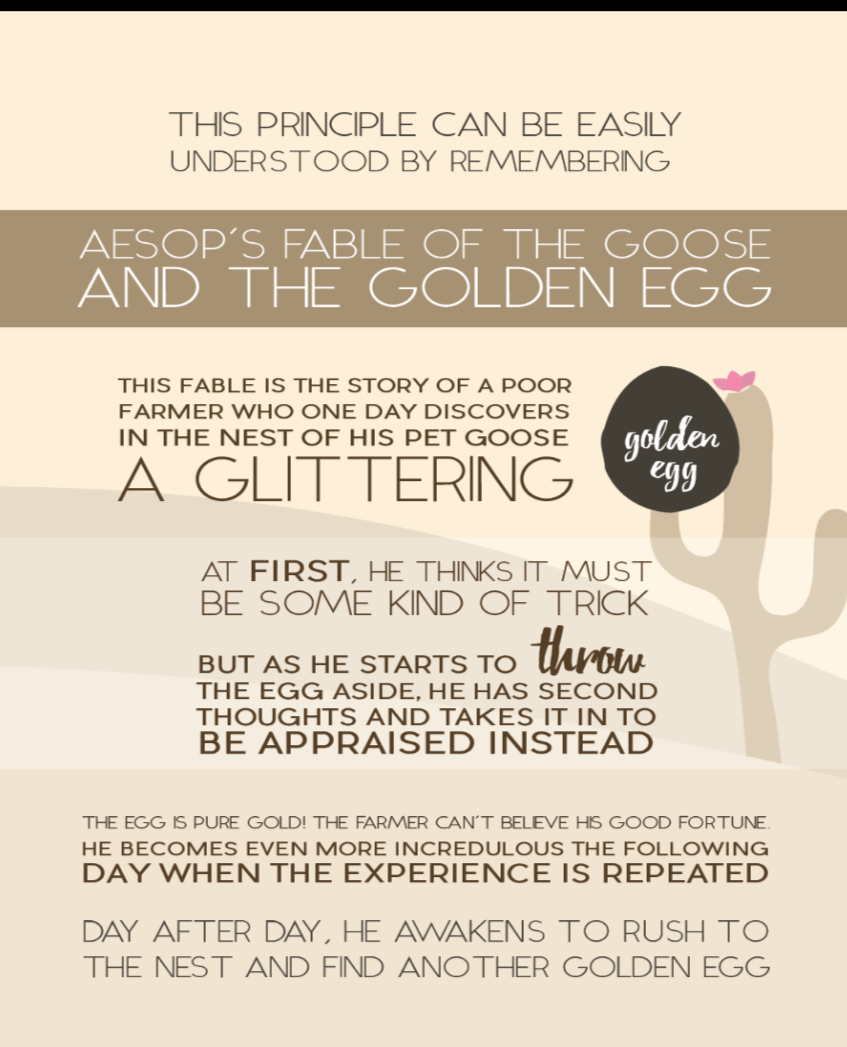 THIS PRINCIPLE CAN BE EASILY
UNDERSTOOD BY REMEMBERING
AESOP'S FABLE OF THE GOOSE
AND THE GOLDEN EGG
THIS FABLE IS THE STORY OF A POOR
FARMER WHO ONE DAY DISCOVERS
IN THE NEST OF HIS PET GOOSE
A GLITTERING
golden
egg
AT FIRST, HE THINKS IT MUST
BE SOME KIND OF TRICK
BUT AS HE STARTS TO throw
THE EGG ASIDE, HE HAS SECOND
THOUGHTS AND TAKES IT IN TO
BE APPRAISED INSTEAD
THE EGG IS PURE GOLD! THE FARMER CAN'T BELIEVE HIS GOOD FORTUNE.
HE BECOMES EVEN MORE INCREDULOUS THE FOLLOWING
DAY WHEN THE EXPERIENCE IS REPEATED
DAY AFTER DAY, HE AWAKENS TO RUSH TO
THE NEST AND FIND ANOTHER GOLDEN EGG